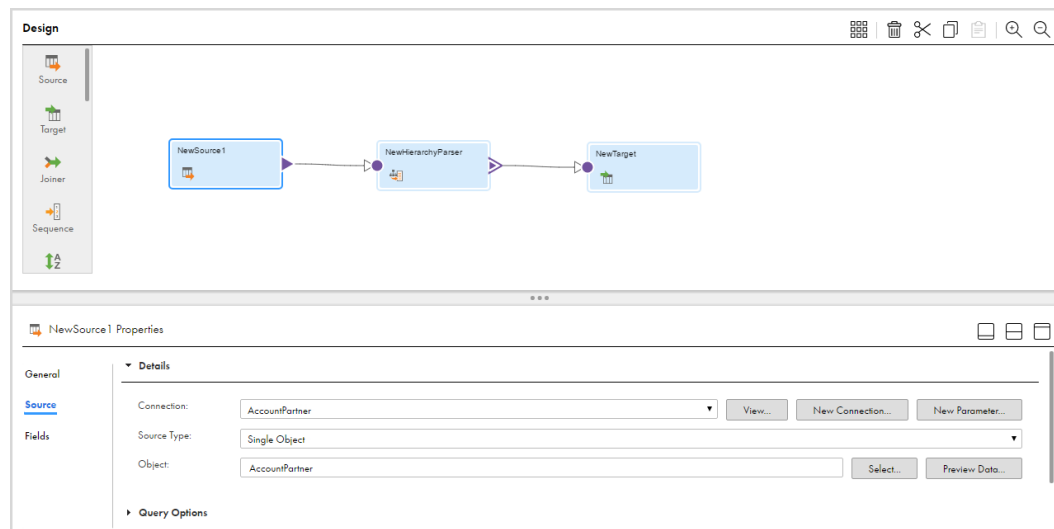 Design
Source
Target
Joiner
Sequence
A
Z
NewSource1
NewHierarchyParser
NewTarget
NewSource1 Properties
General
Source
Fields
Details
Connection: AccountPartner View... New Connection... New Parameter...
Source Type: Single Object
Object: AccountPartner Select... Preview Data...
Query Options